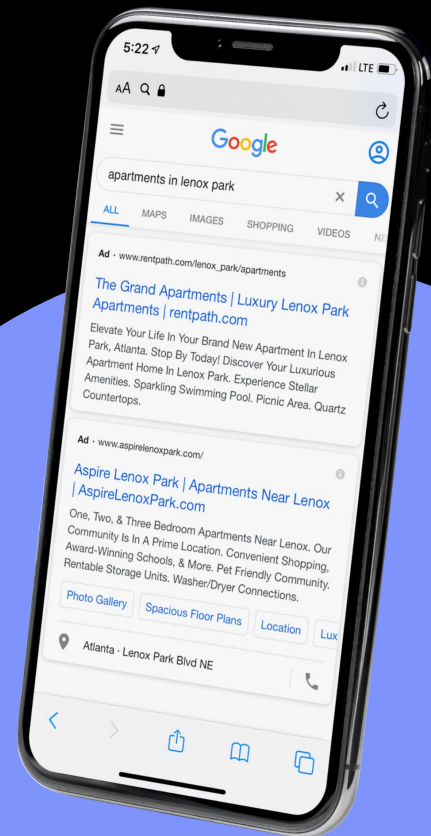 5:22
LTE
AA
Google
apartments in lenox park
ALL MAPS IMAGES SHOPPING VIDEOS NE
Ad · www.rentpath.com/lenox_park/apartments
The Grand Apartments | Luxury Lenox Park
Apartments | rentpath.com
Elevate Your Life In Your Brand New Apartment In Lenox
Park, Atlanta. Stop By Today! Discover Your Luxurious
Apartment Home In Lenox Park. Experience Stellar
Amenities. Sparkling Swimming Pool. Picnic Area. Quartz
Countertops.
Ad · www.aspirelenoxpark.com/
Aspire Lenox Park | Apartments Near Lenox
| AspireLenoxPark.com
One, Two, & Three Bedroom Apartments Near Lenox. Our
Community Is In A Prime Location. Convenient Shopping,
Award-Winning Schools, & More. Pet Friendly Community.
Rentable Storage Units. Washer/Dryer Connections.
Photo Gallery Spacious Floor Plans Location Lux
Atlanta · Lenox Park Blvd NE